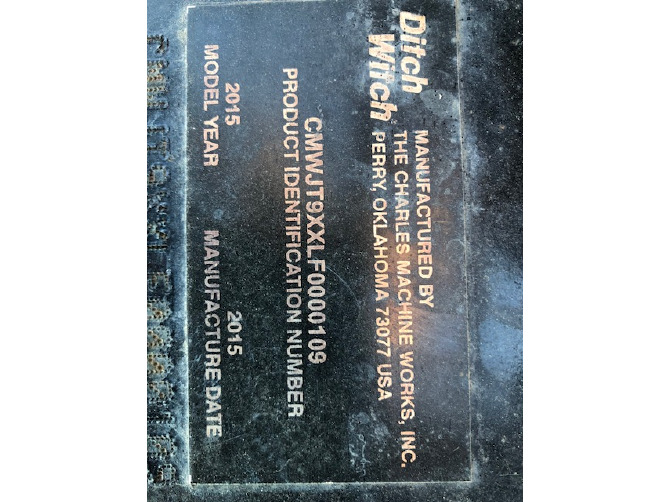 Ditch
Witch
MANUFACTURED BY
THE CHARLES MACHINE WORKS, INC.
PERRY, OKLAHOMA 73077 USA
CMWJT9XXLF0000109
PRODUCT IDENTIFICATION NUMBER
2015
MODEL YEAR
2015
MANUFACTURE DATE